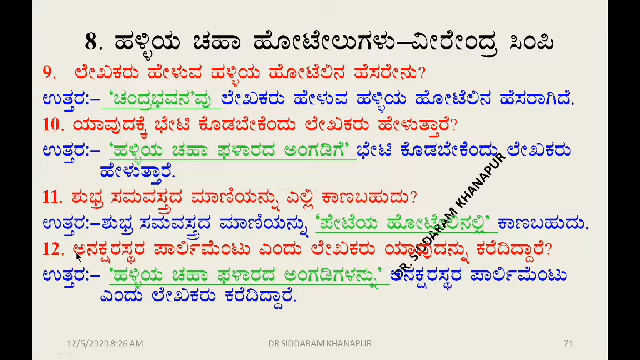 8. ಹಳ್ಳಿಯ ಚಹಾ ಹೋಟೇಲುಗಳು–ವೀರೇಂದ್ರ ಸಿಂಪಿ
9. ಲೇಖಕರು ಹೇಳುವ ಹಳ್ಳಿಯ ಹೋಟೆಲಿನ ಹೆಸರೇನು?
ಉತ್ತರ:– 'ಚಂದ್ರಭವನ'ವು ಲೇಖಕರು ಹೇಳುವ ಹಳ್ಳಿಯ ಹೋಟೆಲಿನ ಹೆಸರಾಗಿದೆ.
10. ಯಾವುದಕ್ಕೆ ಭೇಟಿ ಕೊಡಬೇಕೆಂದು ಲೇಖಕರು ಹೇಳುತ್ತಾರೆ?
ಉತ್ತರ:– 'ಹಳ್ಳಿಯ ಚಹಾ ಫಳಾರದ ಅಂಗಡಿಗೆ' ಭೇಟಿ ಕೊಡಬೇಕೆಂದು ಲೇಖಕರು
ಹೇಳುತ್ತಾರೆ.
11. ಶುಭ್ರ ಸಮವಸ್ತ್ರದ ಮಾಣಿಯನ್ನು ಎಲ್ಲಿ ಕಾಣಬಹುದು?
ಉತ್ತರ:–ಶುಭ್ರ ಸಮವಸ್ತ್ರದ ಮಾಣಿಯನ್ನು 'ಪೇಟೆಯ ಹೋಟೆಲಿನಲ್ಲಿ' ಕಾಣಬಹುದು.
12. ಅನಕ್ಷರಸ್ಥರ ಪಾರ್ಲಿಮೆಂಟು ಎಂದು ಲೇಖಕರು ಯಾವುದನ್ನು ಕರೆದಿದ್ದಾರೆ?
ಉತ್ತರ:– 'ಹಳ್ಳಿಯ ಚಹಾ ಫಳಾರದ ಅಂಗಡಿಗಳನ್ನು' ಅನಕ್ಷರಸ್ಥರ ಪಾರ್ಲಿಮೆಂಟು
ಎಂದು ಲೇಖಕರು ಕರೆದಿದ್ದಾರೆ.
DR. SIDDARAM KHANAPUR
12/5/2020 8:26 AM DR SIDDARAM KHANAPUR 71